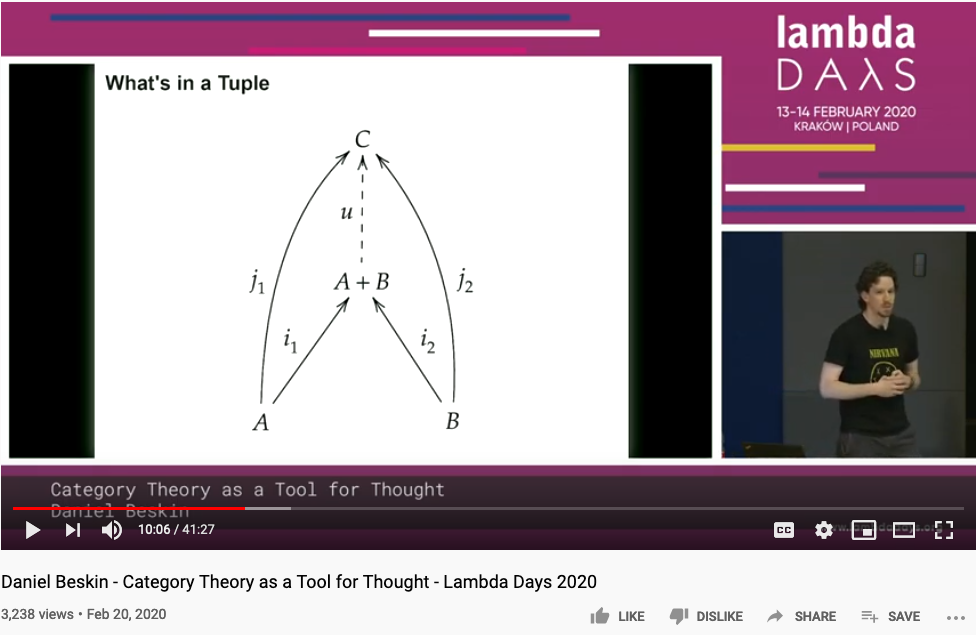 What's in a Tuple
C
u
j1
A + B
j2
i1
i2
A
B
lambda
DAλS
13-14 FEBRUARY 2020
KRAKÓW | POLAND
NIRVANA
Category Theory as a Tool for Thought
Daniel Beskin
10:06 / 41:27
CC
Daniel Beskin - Category Theory as a Tool for Thought - Lambda Days 2020
3,238 views • Feb 20, 2020
LIKE
DISLIKE
SHARE
SAVE